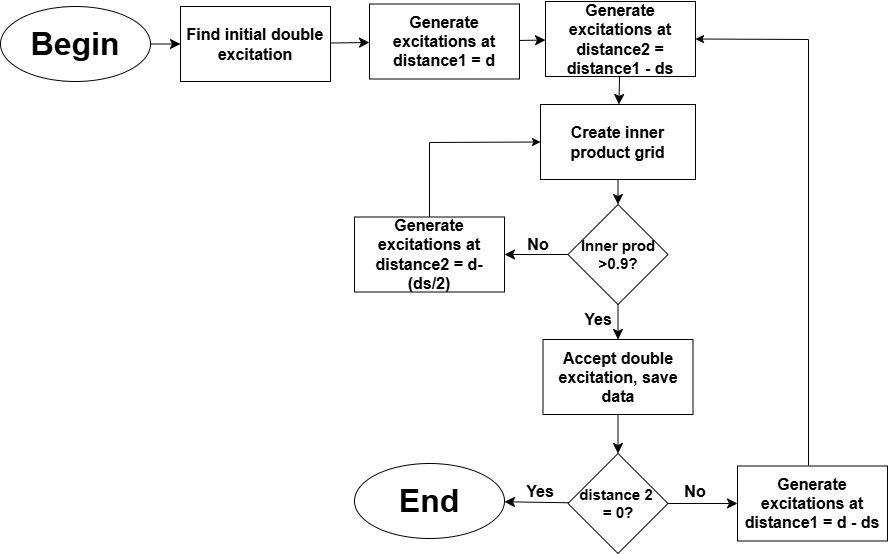 Begin
Find initial double
excitation
Generate
excitations at
distance1 = d
Generate
excitations at
distance2 =
distance1 - ds
Create inner
product grid
Inner prod
>0.9?
No
Generate
excitations at
distance2 = d-
(ds/2)
Yes
Accept double
excitation, save
data
distance 2
= 0?
Yes
End
No
Generate
excitations at
distance1 = d - ds